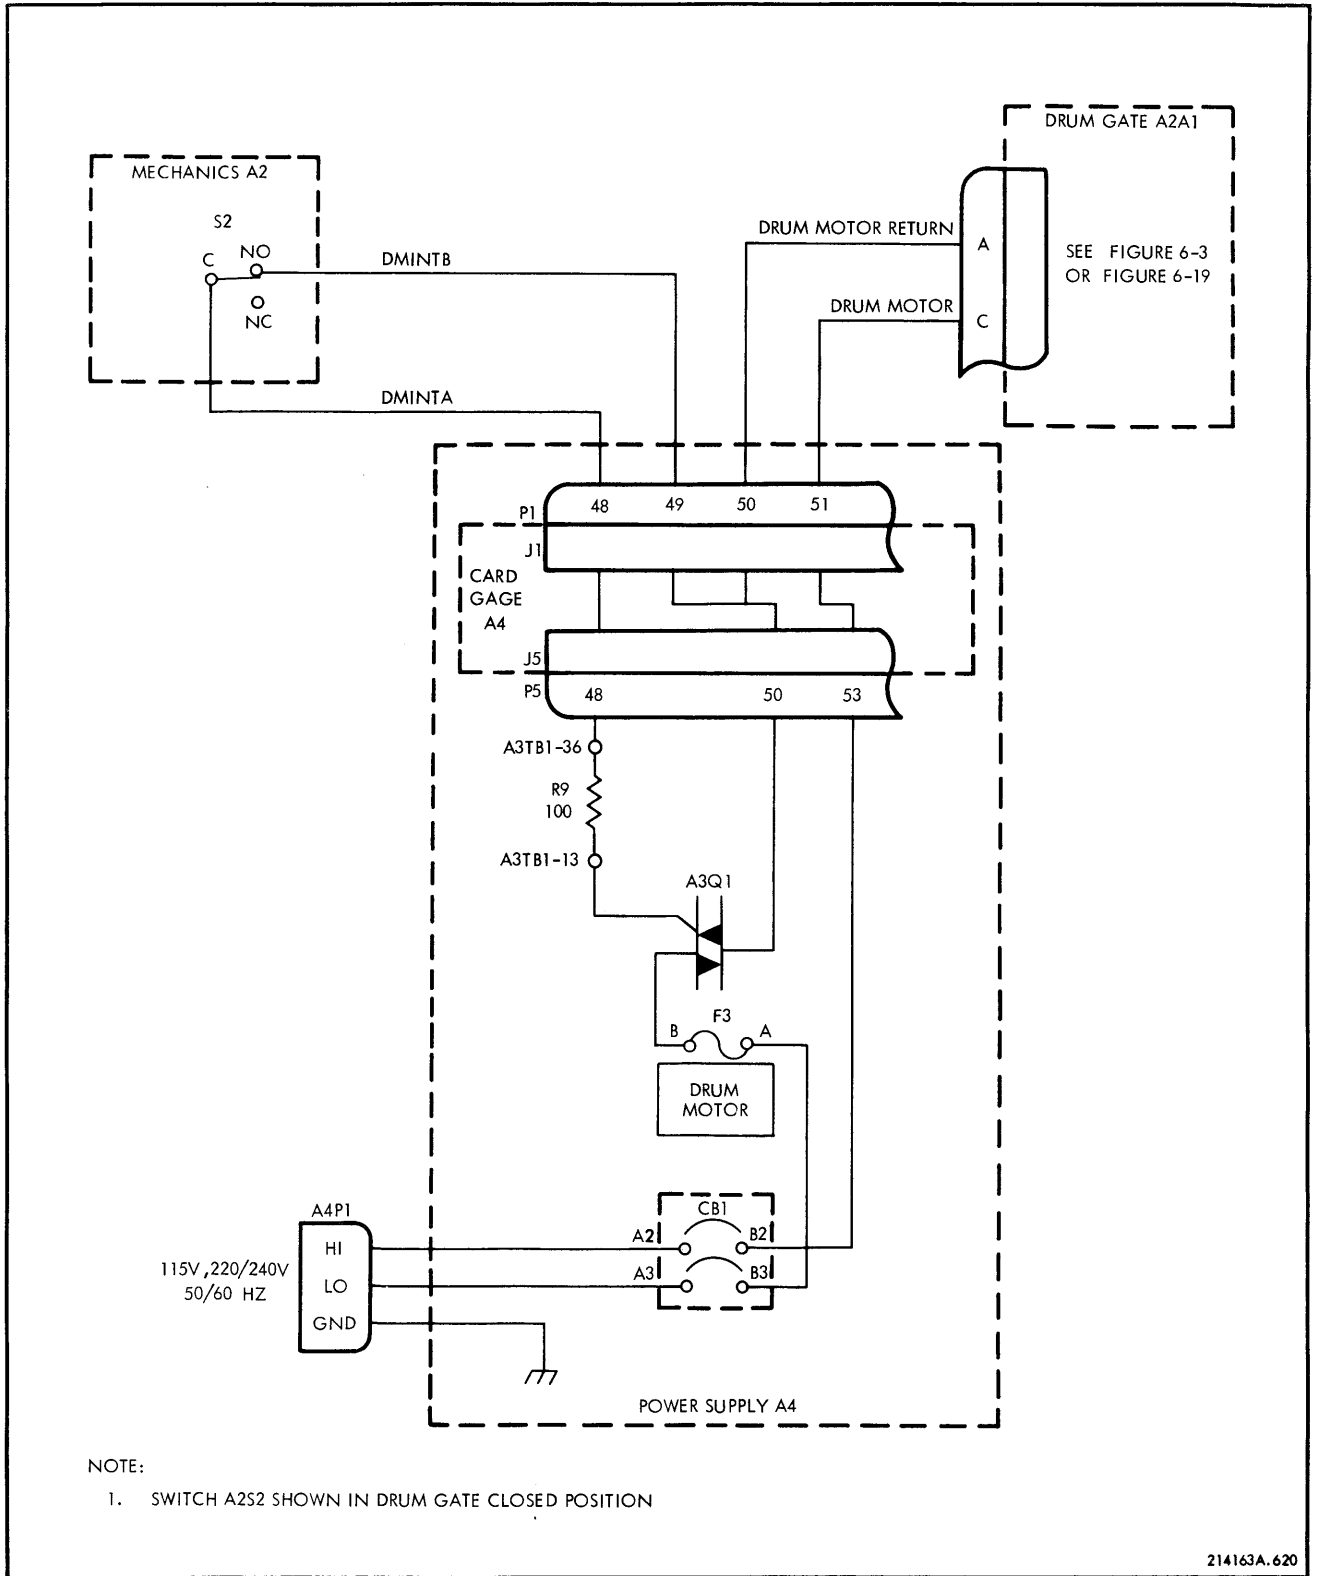 DRUM GATE A2A1
MECHANICS A2
S2
NO
C
NC
DMINTB
DMINTA
DRUM MOTOR RETURN
A
DRUM MOTOR
C
SEE FIGURE 6-3
OR FIGURE 6-19
P1
48 49 50 51
J1
CARD
GAGE
A4
J5
P5
48 50 53
A3TB1-36
R9
100
A3TB1-13
A3Q1
F3
B A
DRUM
MOTOR
CB1
A2 B2
A3 B3
A4P1
HI
LO
GND
115V,220/240V
50/60 HZ
POWER SUPPLY A4
NOTE:
1. SWITCH A2S2 SHOWN IN DRUM GATE CLOSED POSITION
214163A.620